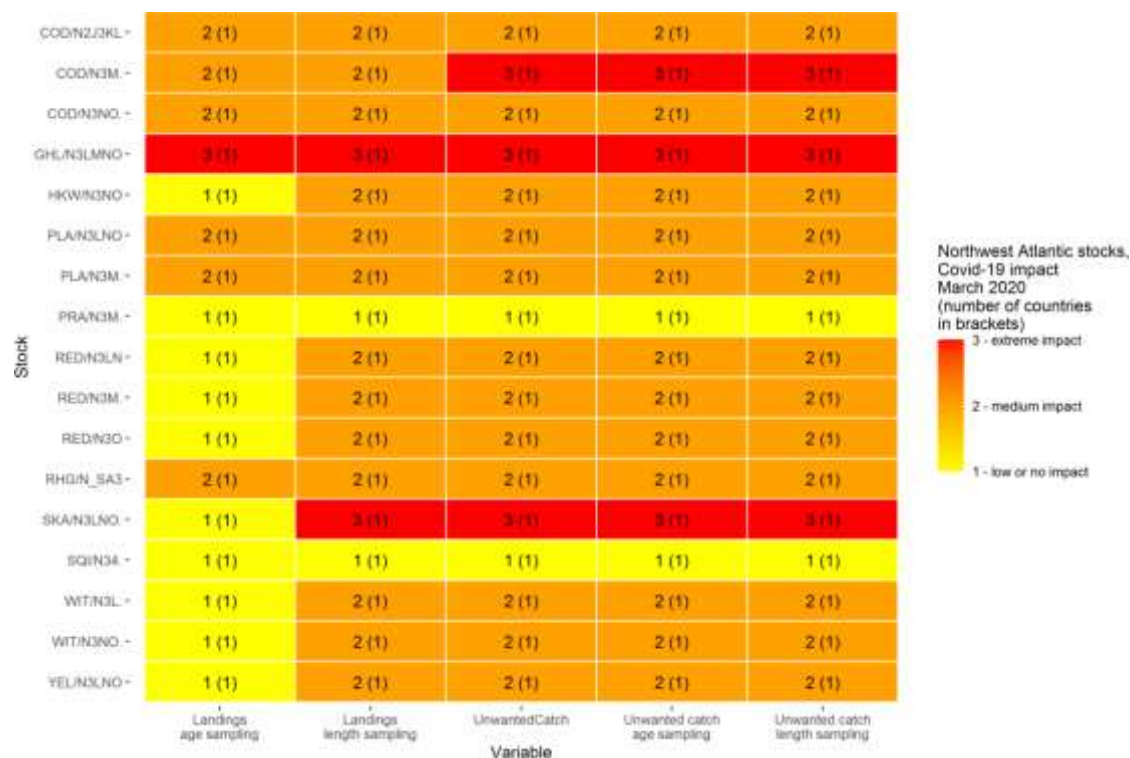 COD/N2J3KL 2 (1) 2 (1) 2 (1) 2 (1) 2 (1)
COD/N3M. 2 (1) 2 (1) 3 (1) 3 (1) 3 (1)
COD/N3NO. 2 (1) 2 (1) 2 (1) 2 (1) 2 (1)
GHL/N3LMNO 3 (1) 3 (1) 3 (1) 3 (1) 3 (1)
HKW/N3NO 1 (1) 2 (1) 2 (1) 2 (1) 2 (1)
PLA/N3LNO 2 (1) 2 (1) 2 (1) 2 (1) 2 (1)
PLA/N3M. 2 (1) 2 (1) 2 (1) 2 (1) 2 (1)
PRA/N3M. 1 (1) 1 (1) 1 (1) 1 (1) 1 (1)
RED/N3LN 1 (1) 2 (1) 2 (1) 2 (1) 2 (1)
RED/N3M. 1 (1) 2 (1) 2 (1) 2 (1) 2 (1)
RED/N3O 1 (1) 2 (1) 2 (1) 2 (1) 2 (1)
RHG/N_SA3 2 (1) 2 (1) 2 (1) 2 (1) 2 (1)
SKA/N3LNO. 1 (1) 3 (1) 3 (1) 3 (1) 3 (1)
SQI/N34. 1 (1) 1 (1) 1 (1) 1 (1) 1 (1)
WIT/N3L. 1 (1) 2 (1) 2 (1) 2 (1) 2 (1)
WIT/N3NO. 1 (1) 2 (1) 2 (1) 2 (1) 2 (1)
YEL/N3LNO 1 (1) 2 (1) 2 (1) 2 (1) 2 (1)
Stock
Landings
age sampling
Landings
length sampling
UnwantedCatch
Unwanted catch
age sampling
Unwanted catch
length sampling
Variable
Northwest Atlantic stocks,
Covid-19 impact
March 2020
(number of countries
in brackets)
3 - extreme impact
2 - medium impact
1 - low or no impact